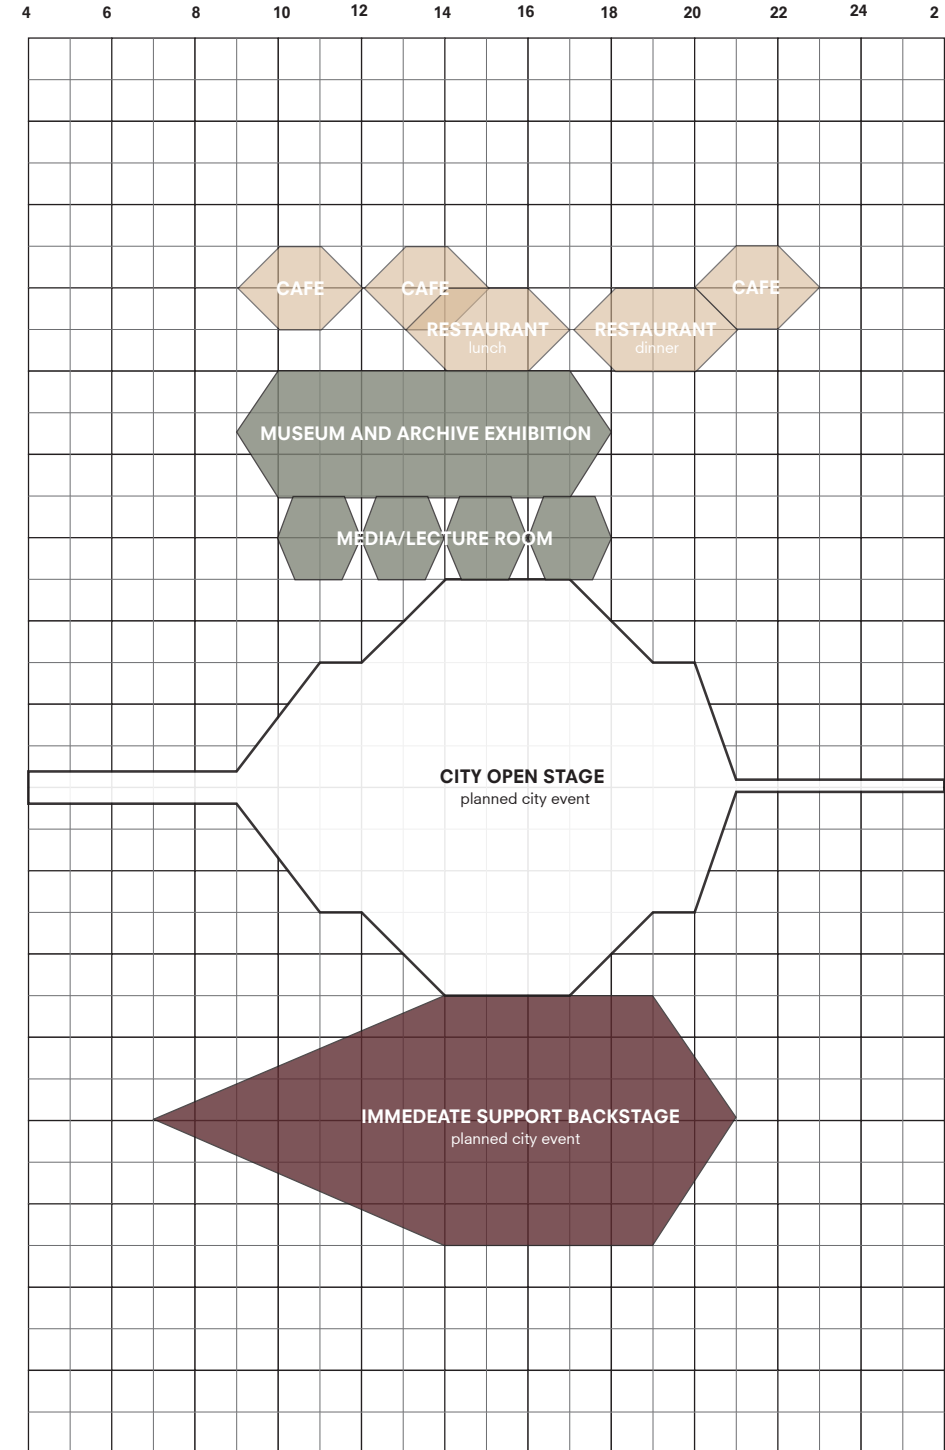 4 6 8 10 12 14 16 18 20 22 24 2
CAFE CAFE CAFE
RESTAURANT RESTAURANT
lunch dinner
MUSEUM AND ARCHIVE EXHIBITION
MEDIA/LECTURE ROOM
CITY OPEN STAGE
planned city event
IMMEDEATE SUPPORT BACKSTAGE
planned city event